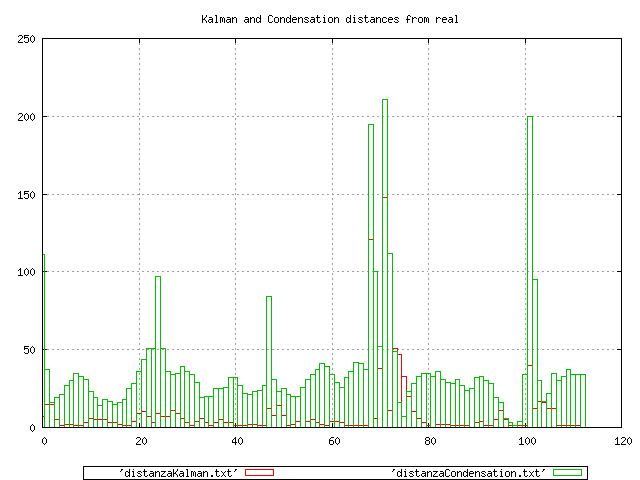 Kalman and Condensation distances from real
250
200
150
100
50
0
0 20 40 60 80 100 120
'distanzaKalman.txt' 'distanzaCondensation.txt'